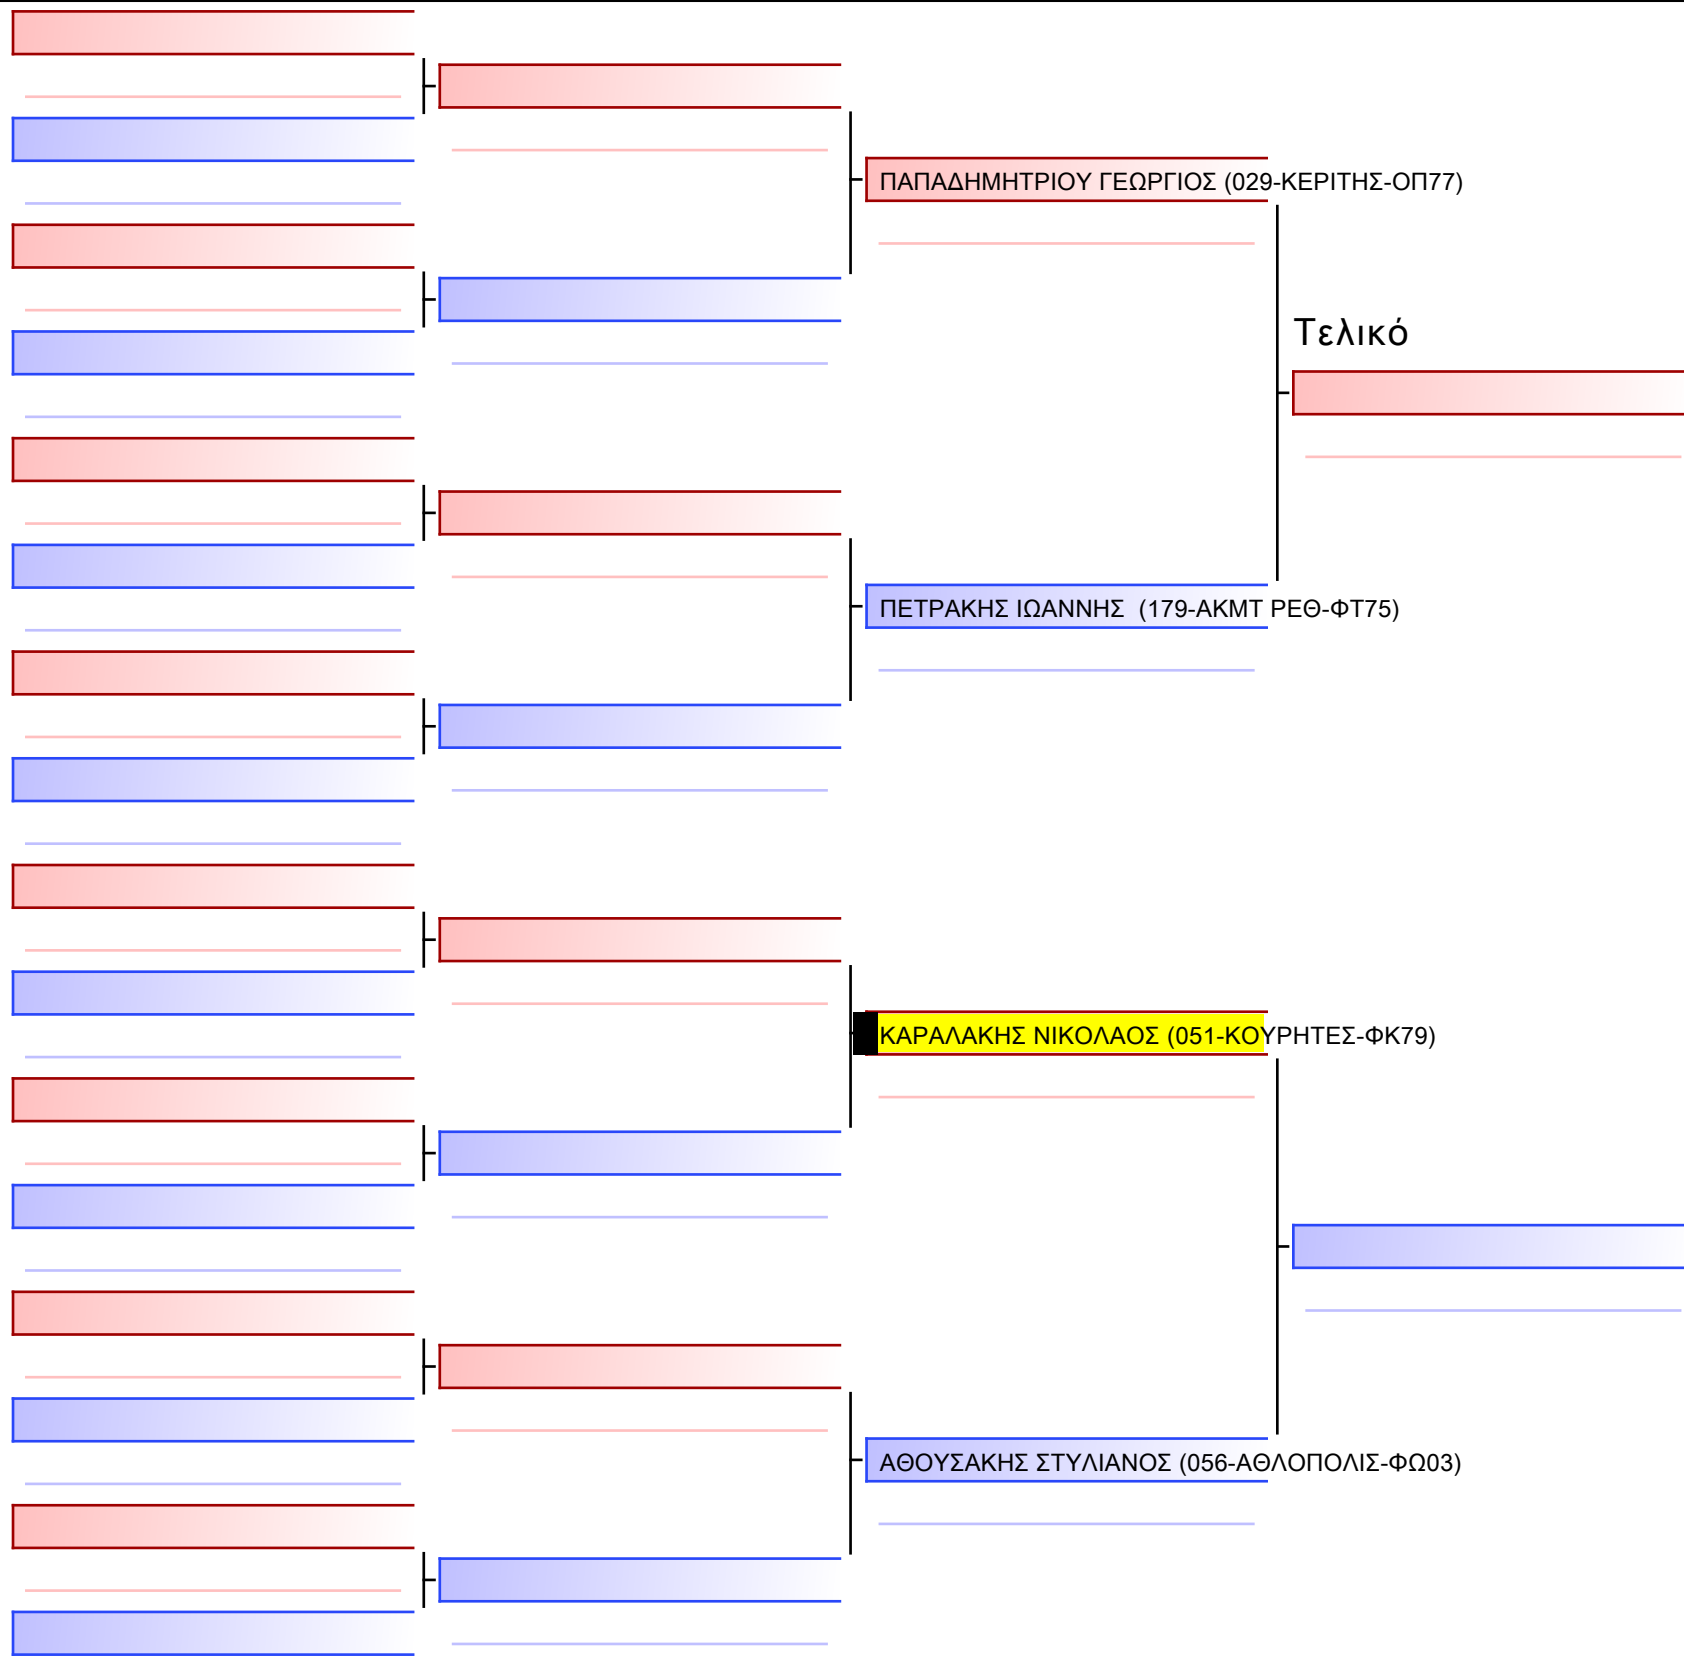 ΠΑΠΑΔΗΜΗΤΡΙΟΥ ΓΕΩΡΓΙΟΣ (029-ΚΕΡΙΤΗΣ-ΟΠ77)
Τελικό
ΠΕΤΡΑΚΗΣ ΙΩΑΝΝΗΣ (179-ΑΚΜΤ ΡΕΘ-ΦΤ75)
ΚΑΡΑΛΑΚΗΣ ΝΙΚΟΛΑΟΣ (051-ΚΟΥΡΗΤΕΣ-ΦΚ79)
ΑΘΟΥΣΑΚΗΣ ΣΤΥΛΙΑΝΟΣ (056-ΑΘΛΟΠΟΛΙΣ-ΦΩ03)